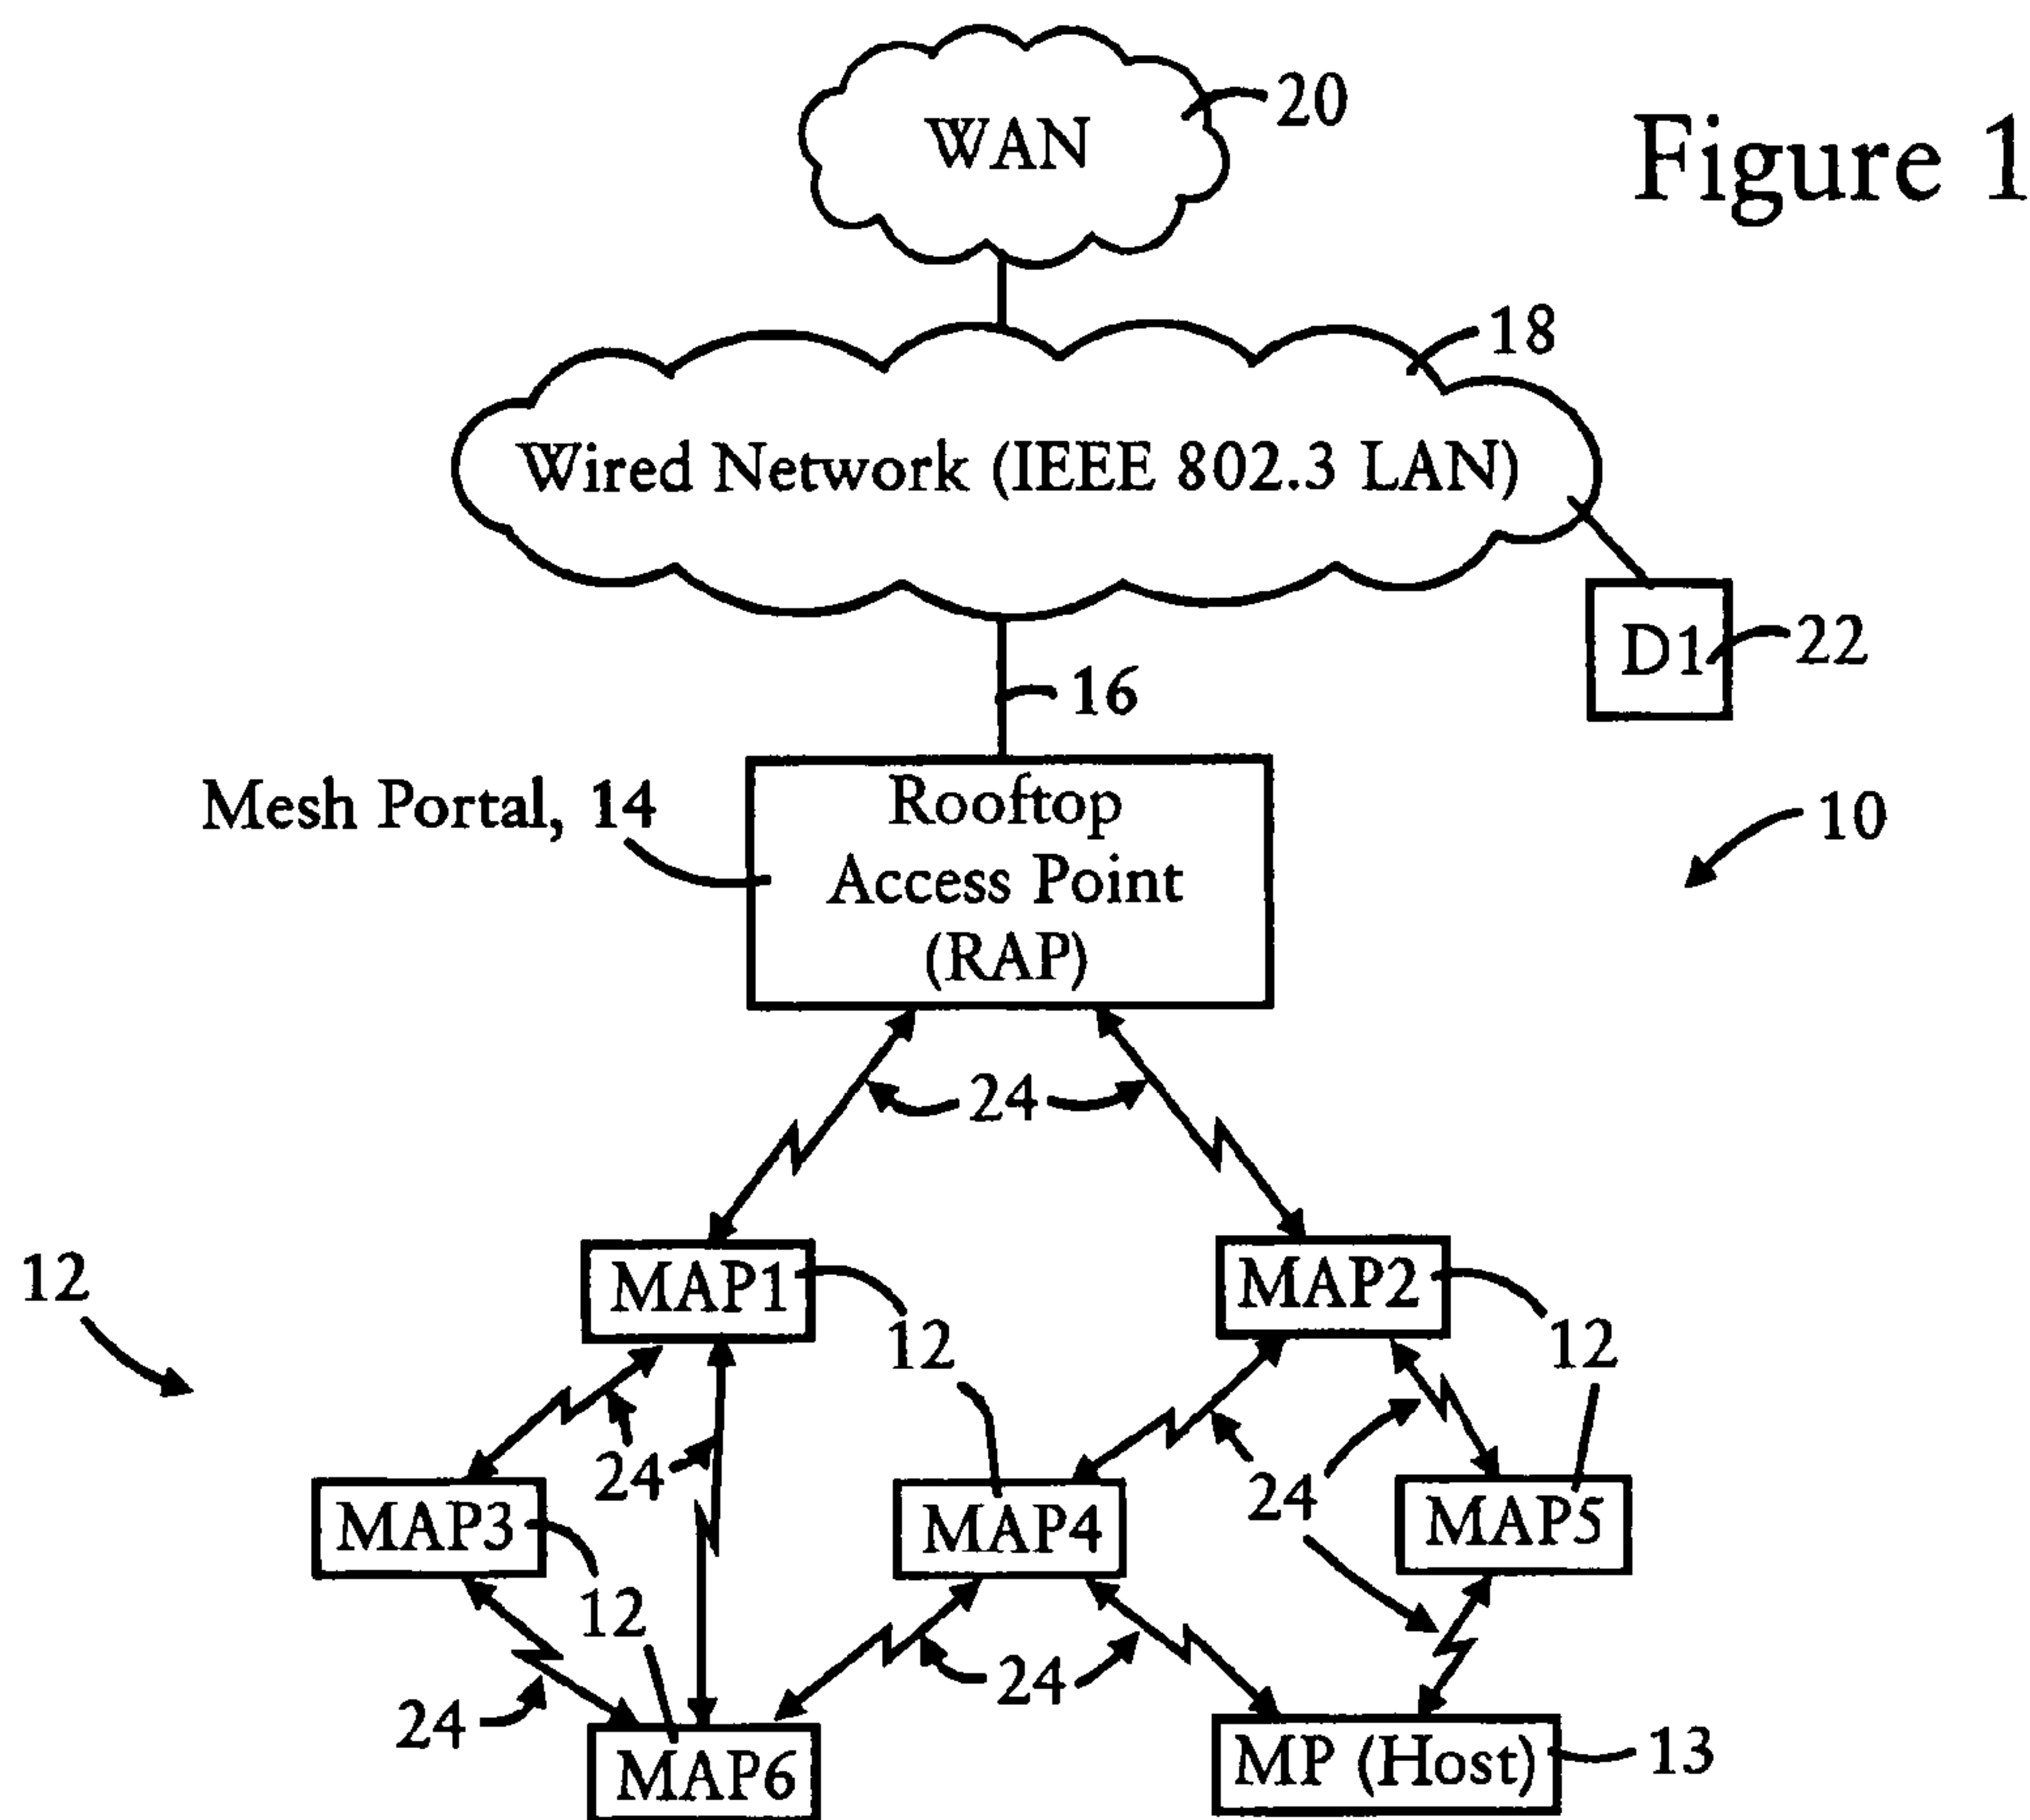 20
WAN
Figure 1
18
Wired Network (IEEE 802.3 LAN)
D1
22
16
Mesh Portal, 14
Rooftop
Access Point
(RAP)
10
24
12
MAP1
MAP2
12
12
24
24
MAP3
MAP4
MAP5
12
24
24
MAP6
MP (Host)
13